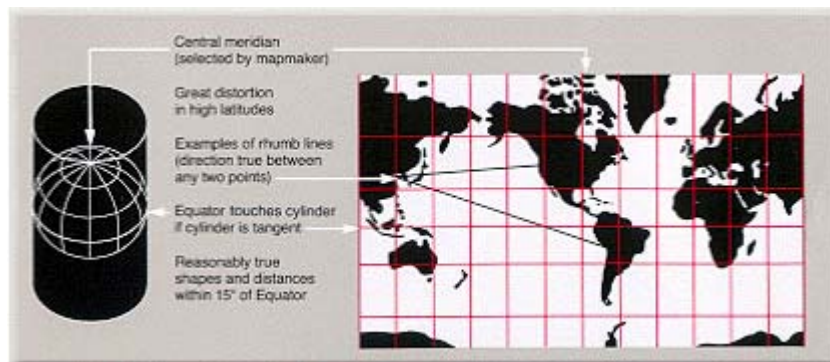 Central meridian
(selected by mapmaker)
Great distortion
in high latitudes
Examples of rhumb lines
(direction true between
any two points)
Equator touches cylinder
if cylinder is tangent
Reasonably true
shapes and distances
within 15° of Equator